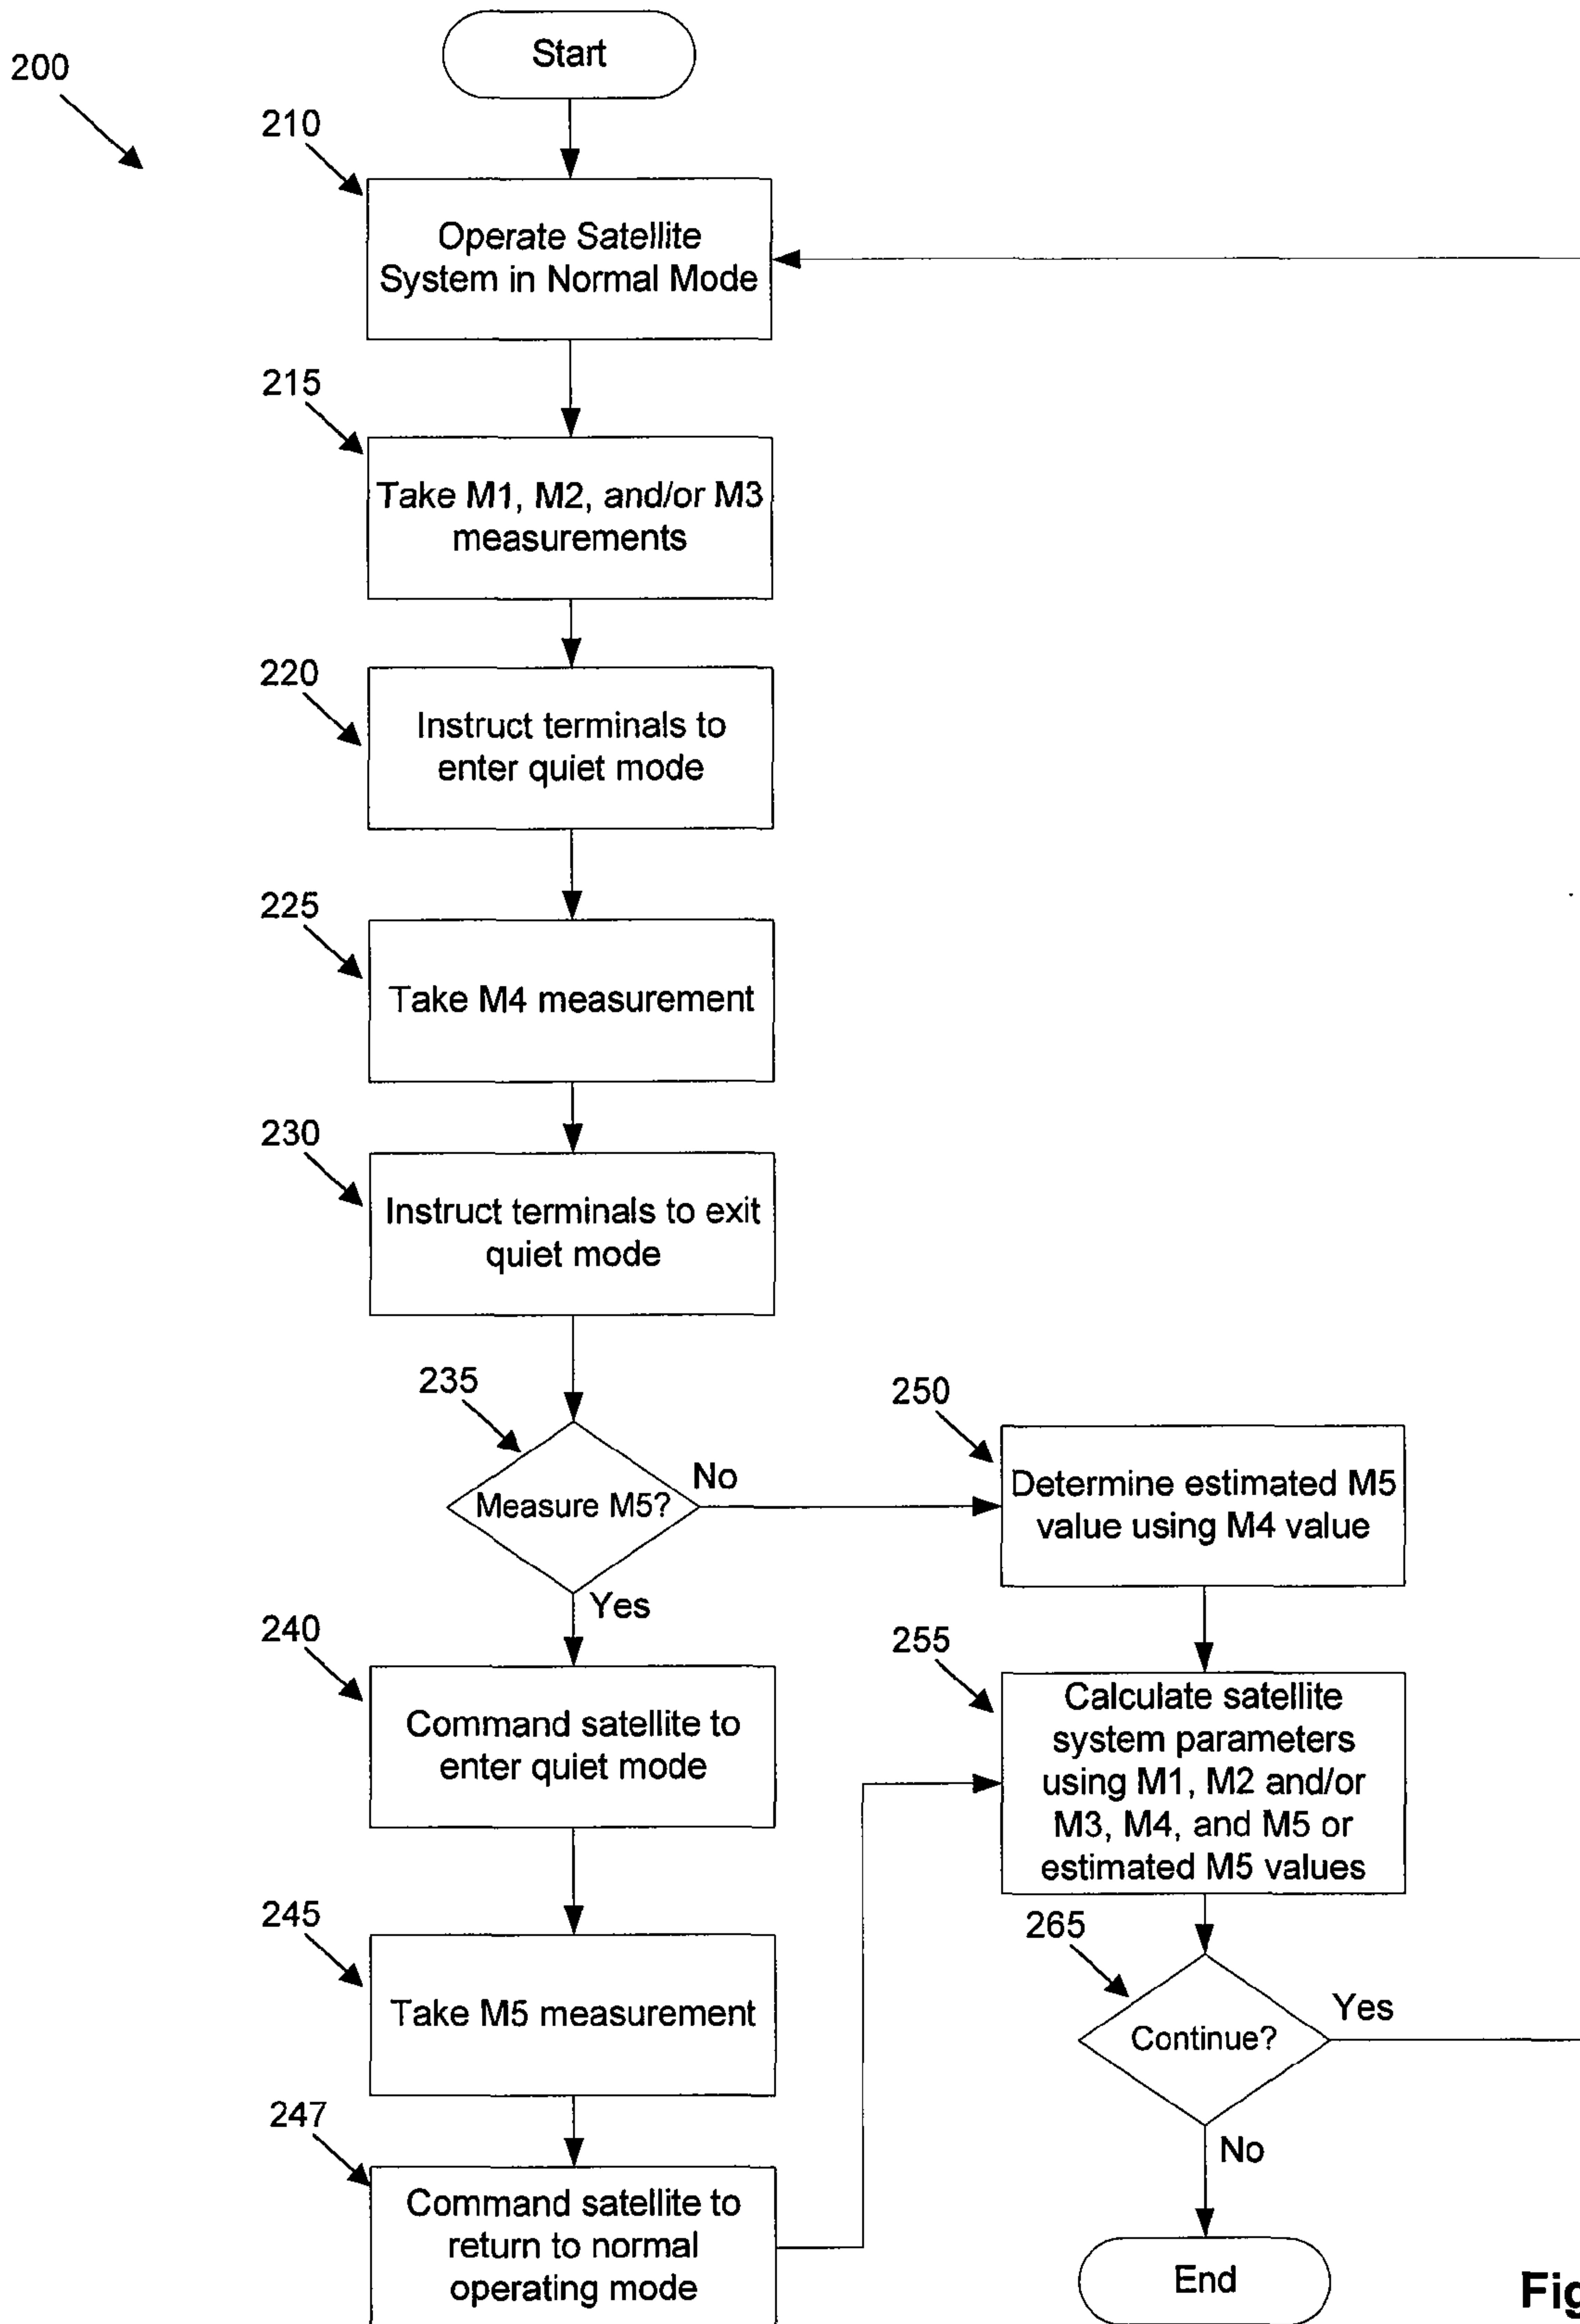 200
Start
210
Operate Satellite
System in Normal Mode
215
Take M1, M2, and/or M3
measurements
220
Instruct terminals to
enter quiet mode
225
Take M4 measurement
230
Instruct terminals to exit
quiet mode
235
Measure M5?
No
Yes
250
Determine estimated M5
value using M4 value
240
Command satellite to
enter quiet mode
255
Calculate satellite
system parameters
using M1, M2 and/or
M3, M4, and M5 or
estimated M5 values
245
Take M5 measurement
265
Continue?
Yes
No
247
Command satellite to
return to normal
operating mode
End
Fig